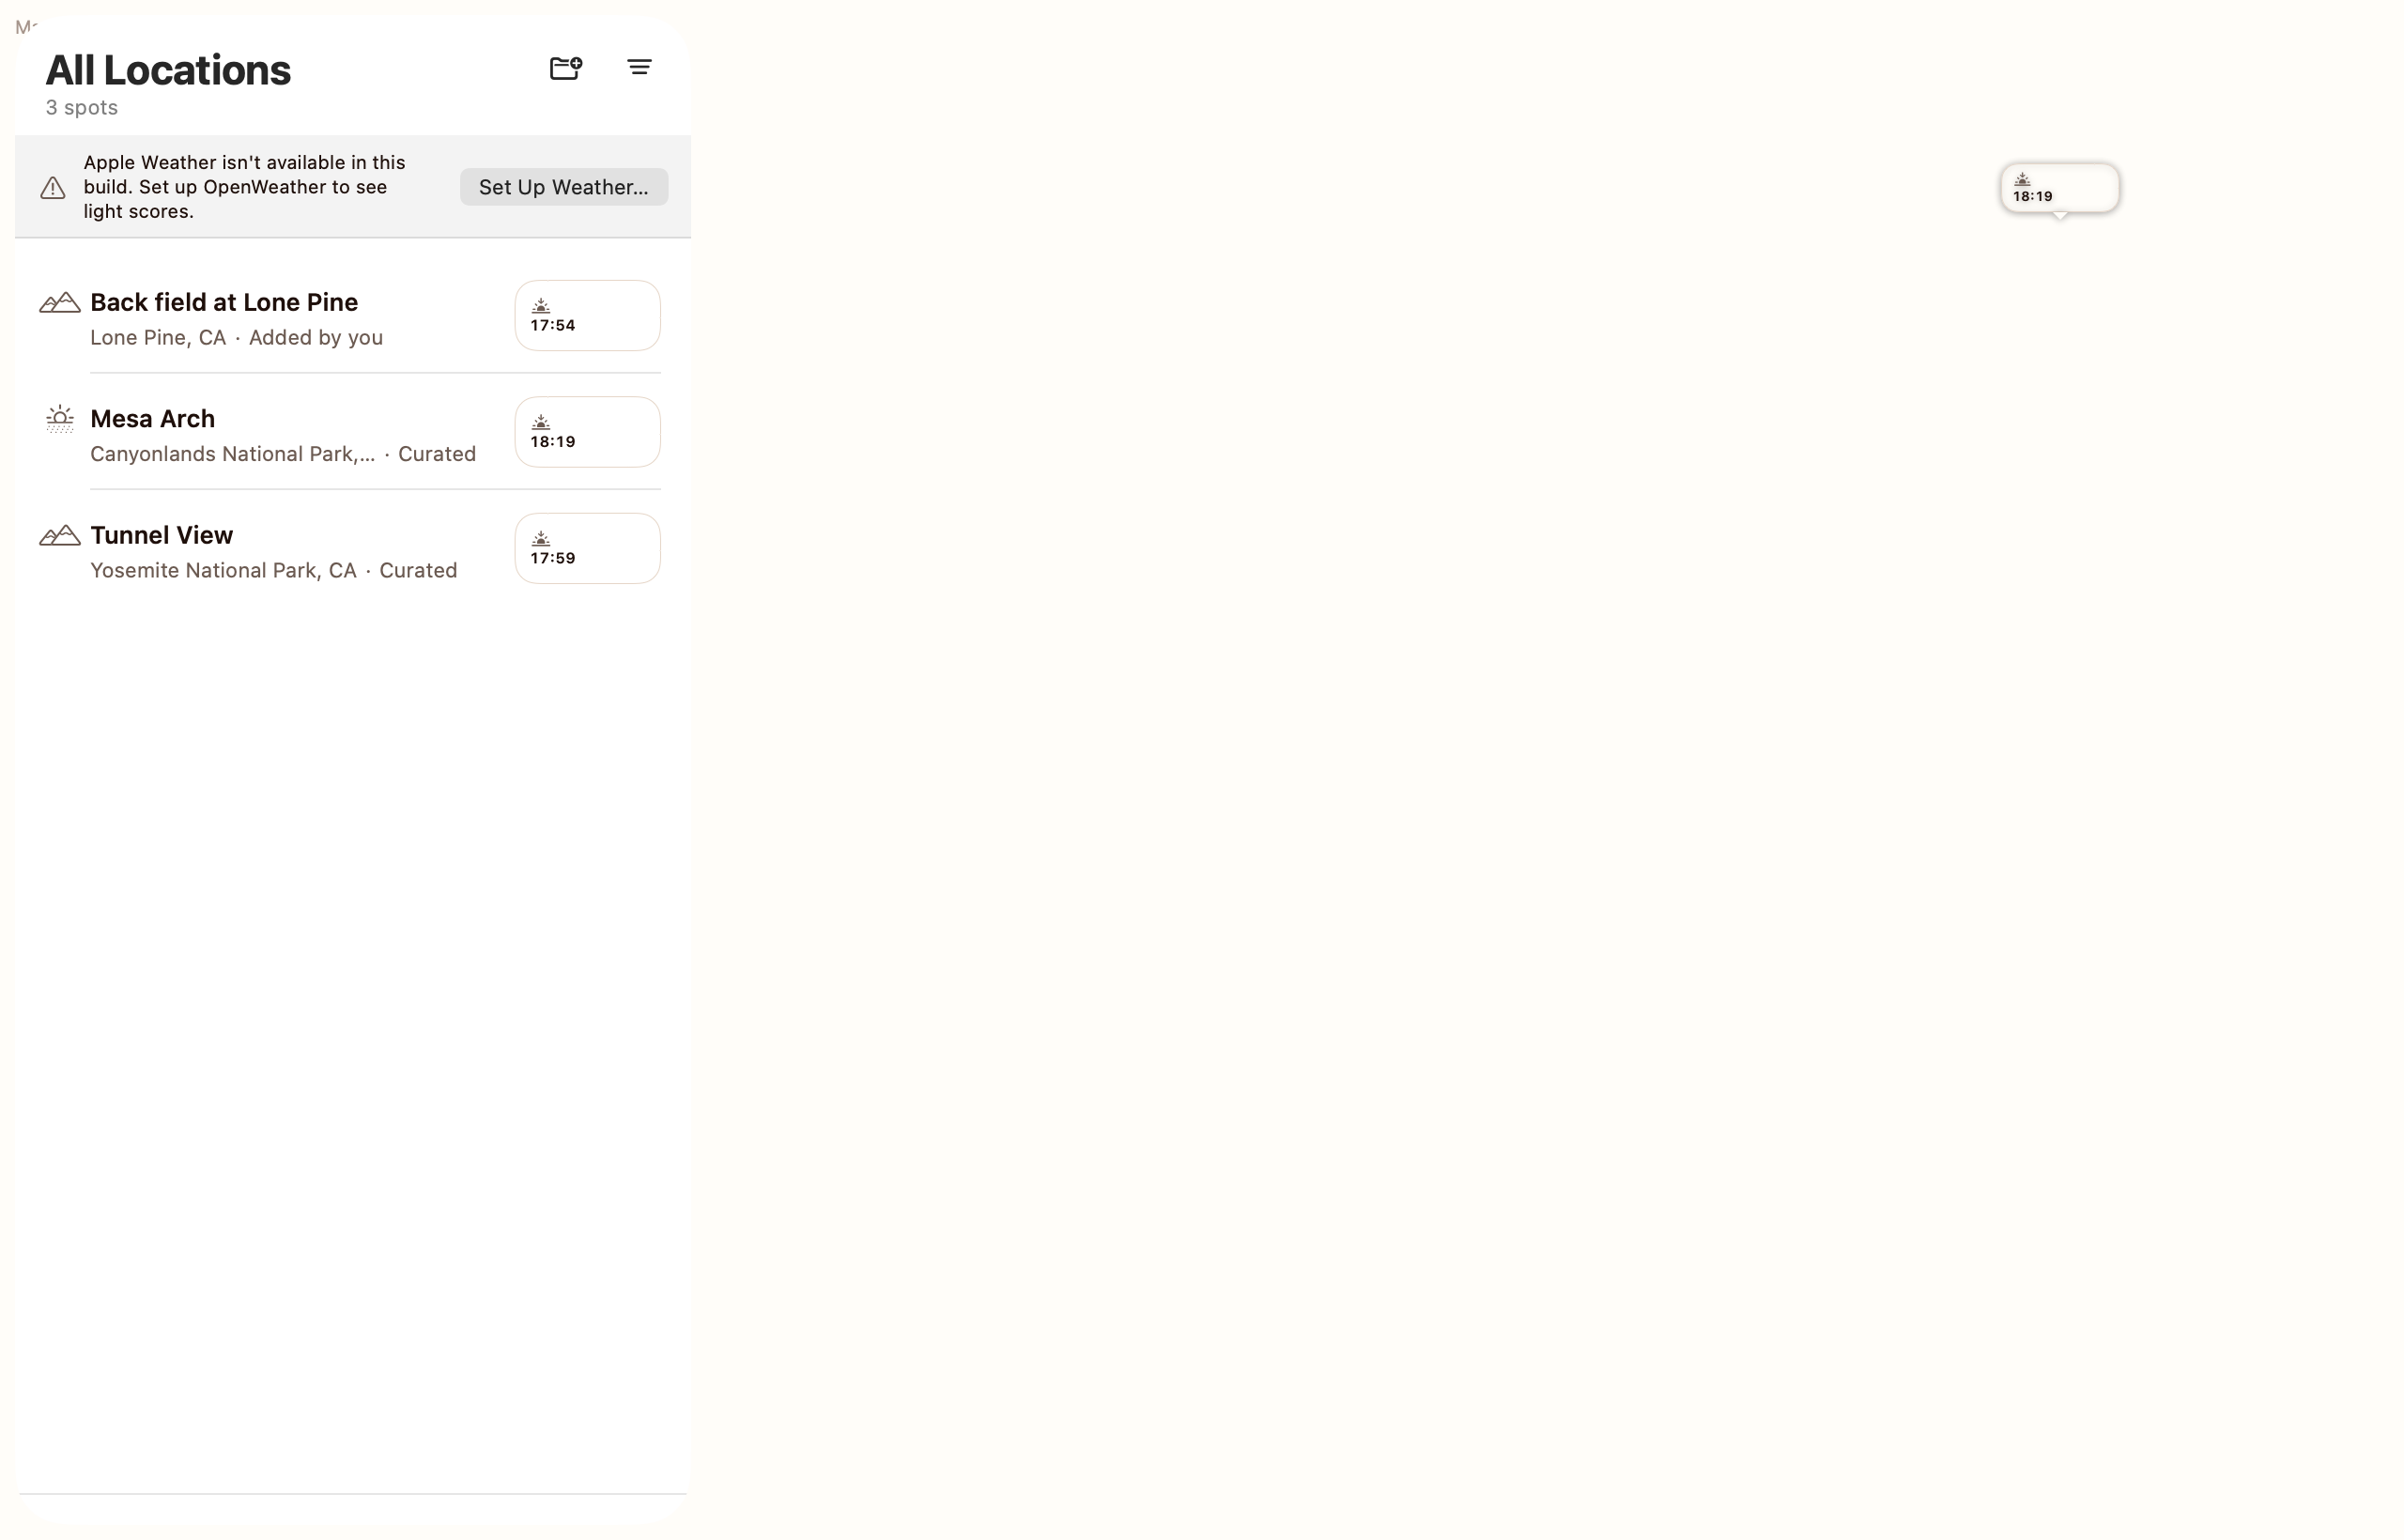 All Locations
3 spots
Apple Weather isn't available in this
build. Set up OpenWeather to see
light scores.
Set Up Weather...
18:19
Back field at Lone Pine
17:54
Lone Pine, CA · Added by you
Mesa Arch
18:19
Canyonlands National Park,... · Curated
Tunnel View
17:59
Yosemite National Park, CA · Curated